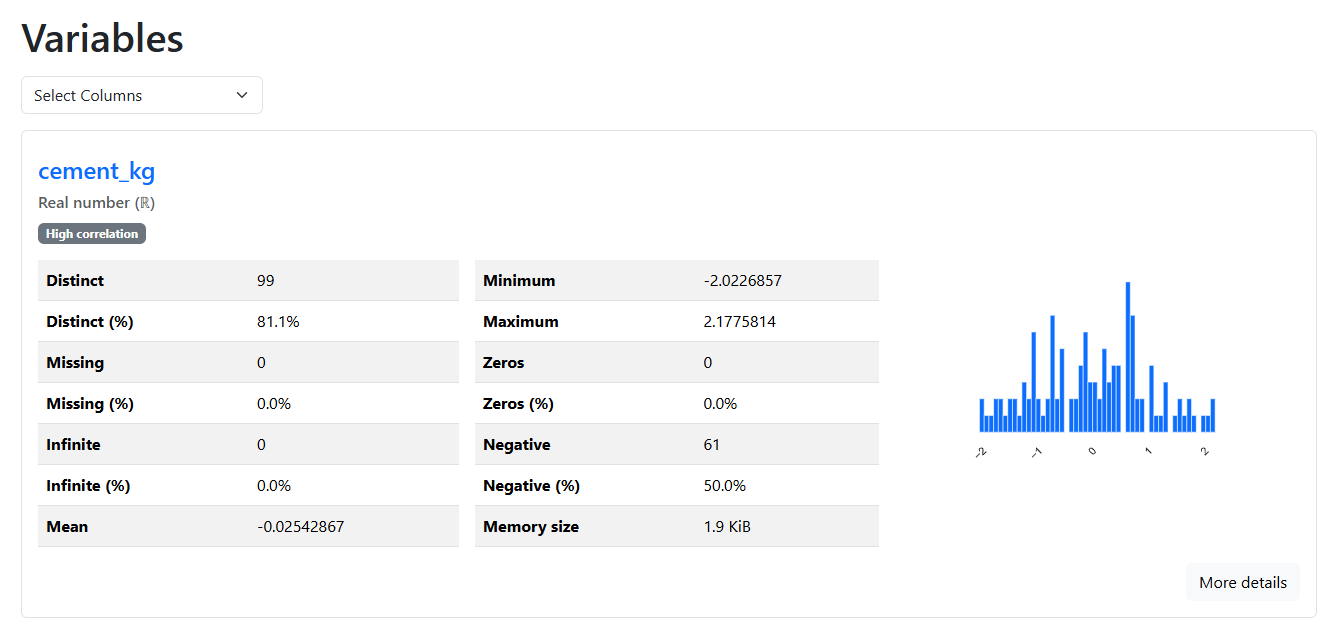 Variables
Select Columns
cement_kg
Real number (ℝ)
High correlation
Distinct 99
Distinct (%) 81.1%
Missing 0
Missing (%) 0.0%
Infinite 0
Infinite (%) 0.0%
Mean -0.02542867
Minimum -2.0226857
Maximum 2.1775814
Zeros 0
Zeros (%) 0.0%
Negative 61
Negative (%) 50.0%
Memory size 1.9 KiB
−2 −1 0 1 2
More details